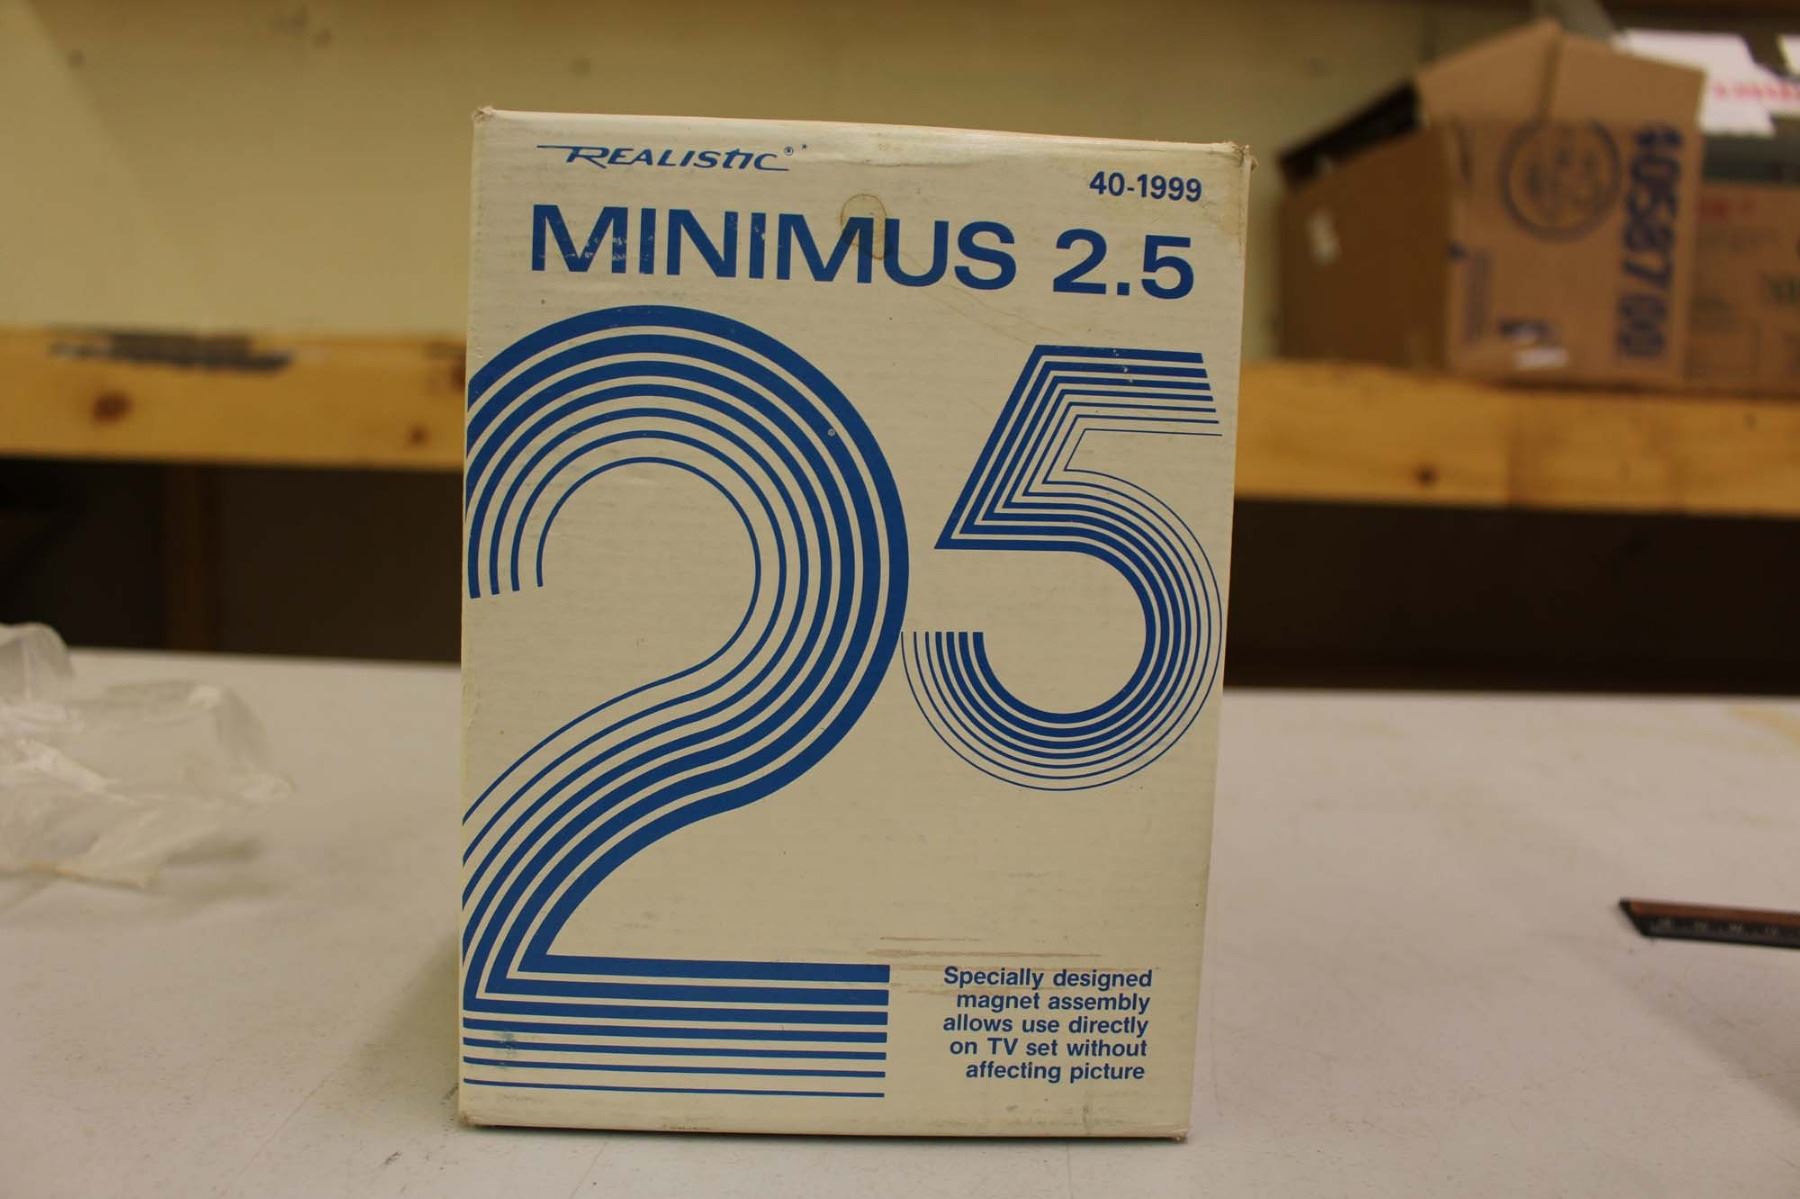 REALISTIC®*
40-1999
MINIMUS 2.5
25
Specially designed
magnet assembly
allows use directly
on TV set without
affecting picture
10558700